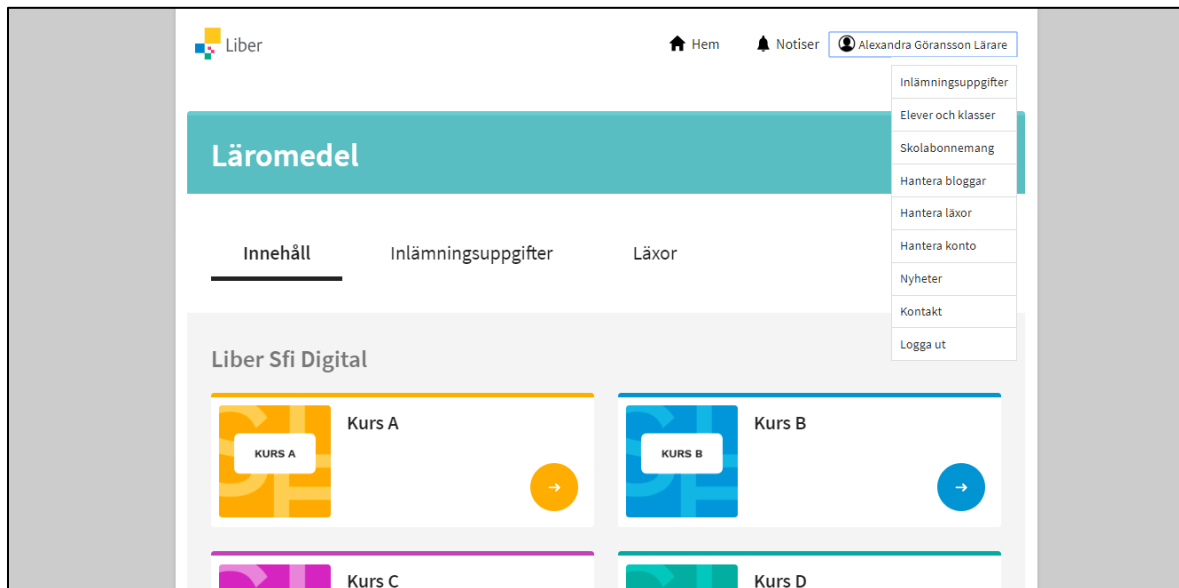 Liber
Hem
Notiser
Alexandra Göransson Lärare
Inlämningsuppgifter
Elever och klasser
Skolabonnemang
Hantera bloggar
Hantera läxor
Hantera konto
Nyheter
Kontakt
Logga ut
Läromedel
Innehåll
Inlämningsuppgifter
Läxor
Liber Sfi Digital
KURS A
Kurs A
KURS B
Kurs B
Kurs C
Kurs D